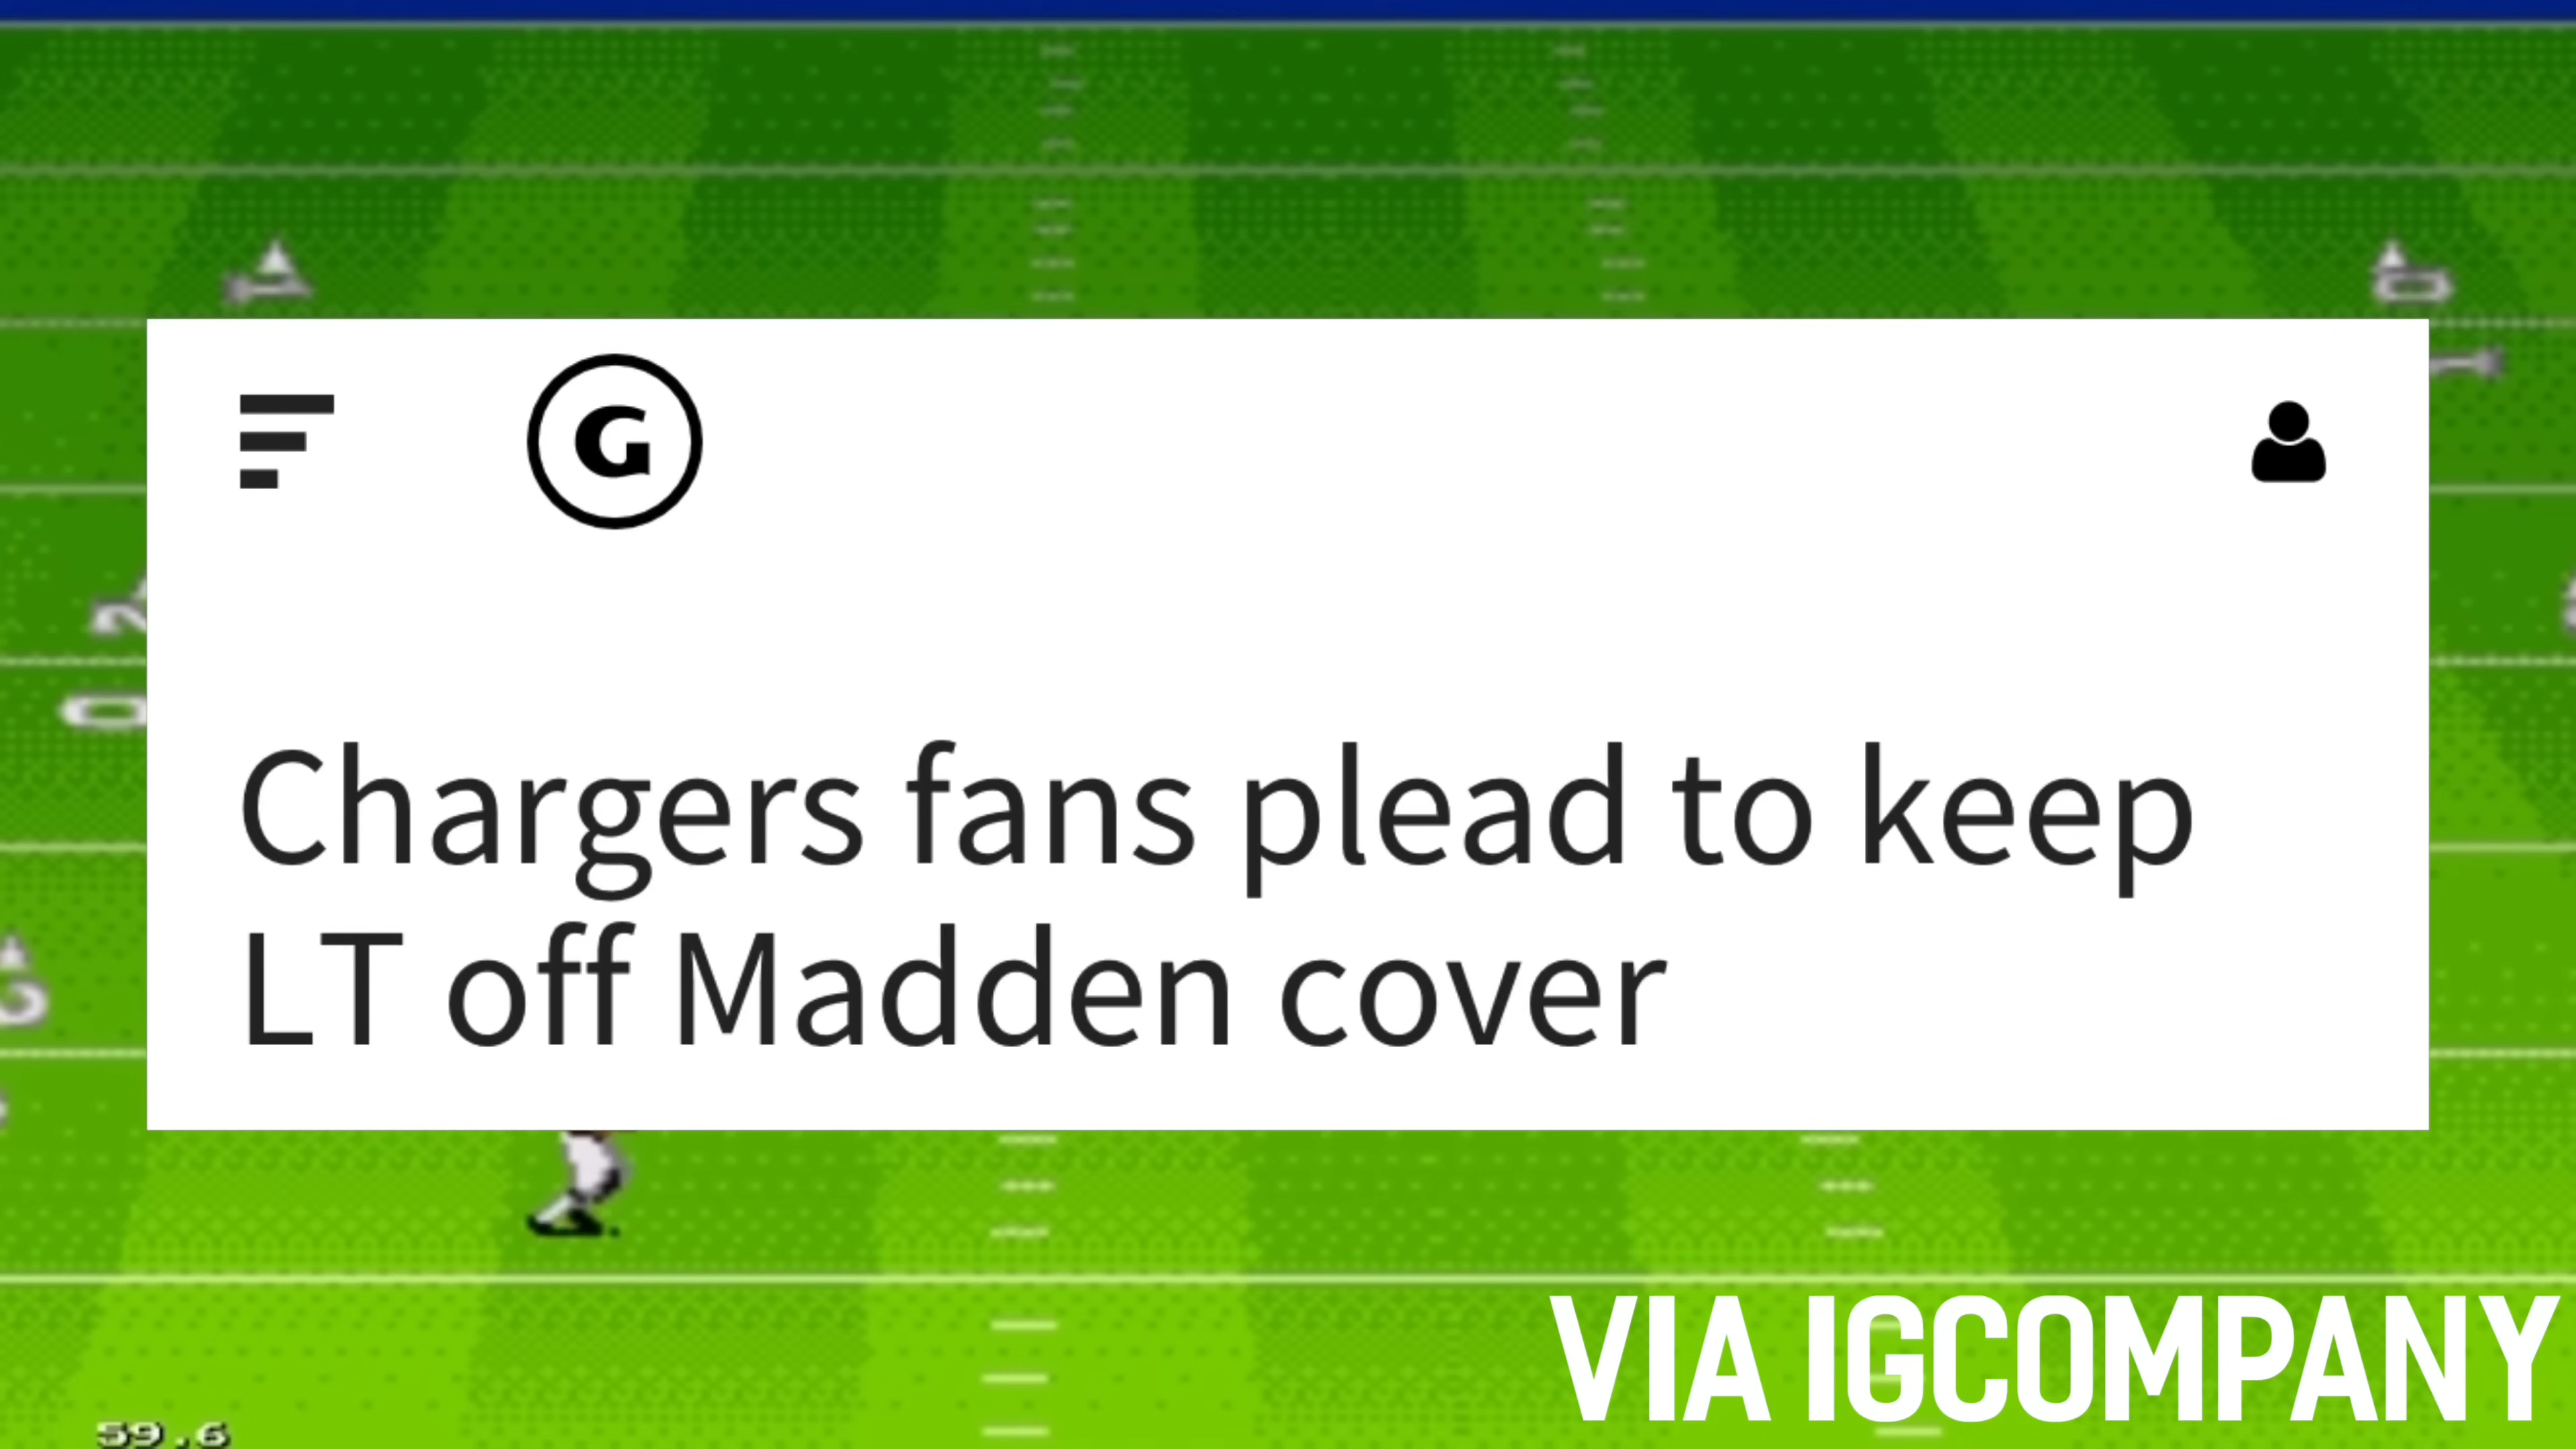 G
Chargers fans plead to keep
LT off Madden cover
VIA IGCOMPANY
59.6